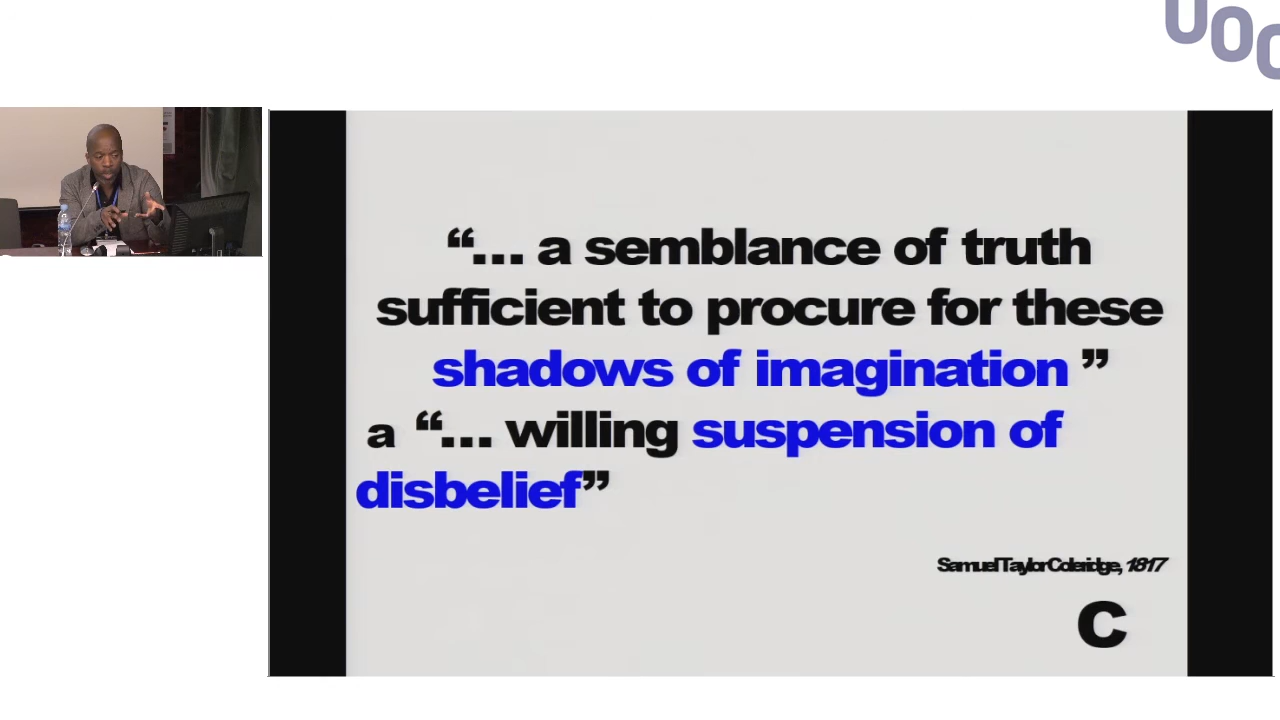 UOC
“... a semblance of truth
sufficient to procure for these
shadows of imagination ”
a “... willing suspension of
disbelief”
Samuel Taylor Coleridge, 1817
C